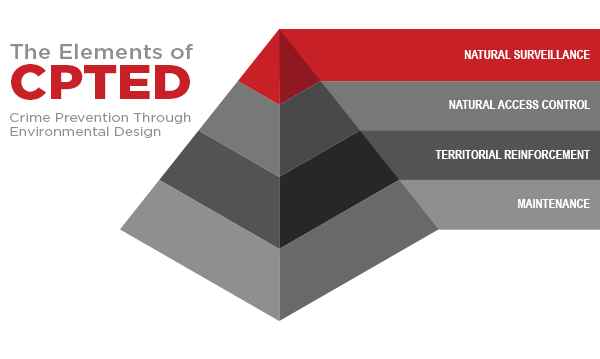 The Elements of
CPTED
Crime Prevention Through
Environmental Design
NATURAL SURVEILLANCE
NATURAL ACCESS CONTROL
TERRITORIAL REINFORCEMENT
MAINTENANCE